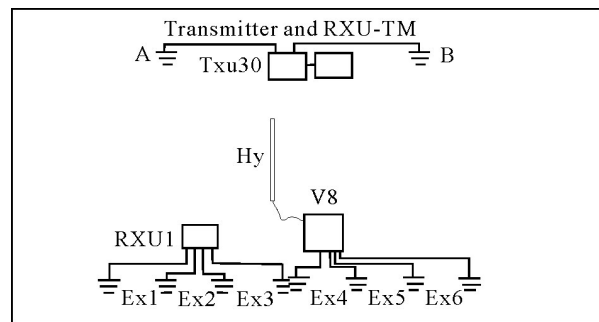 Transmitter and RXU-TM
A B
Txu30
Hy
V8
RXU1
Ex1 Ex2 Ex3 Ex4 Ex5 Ex6